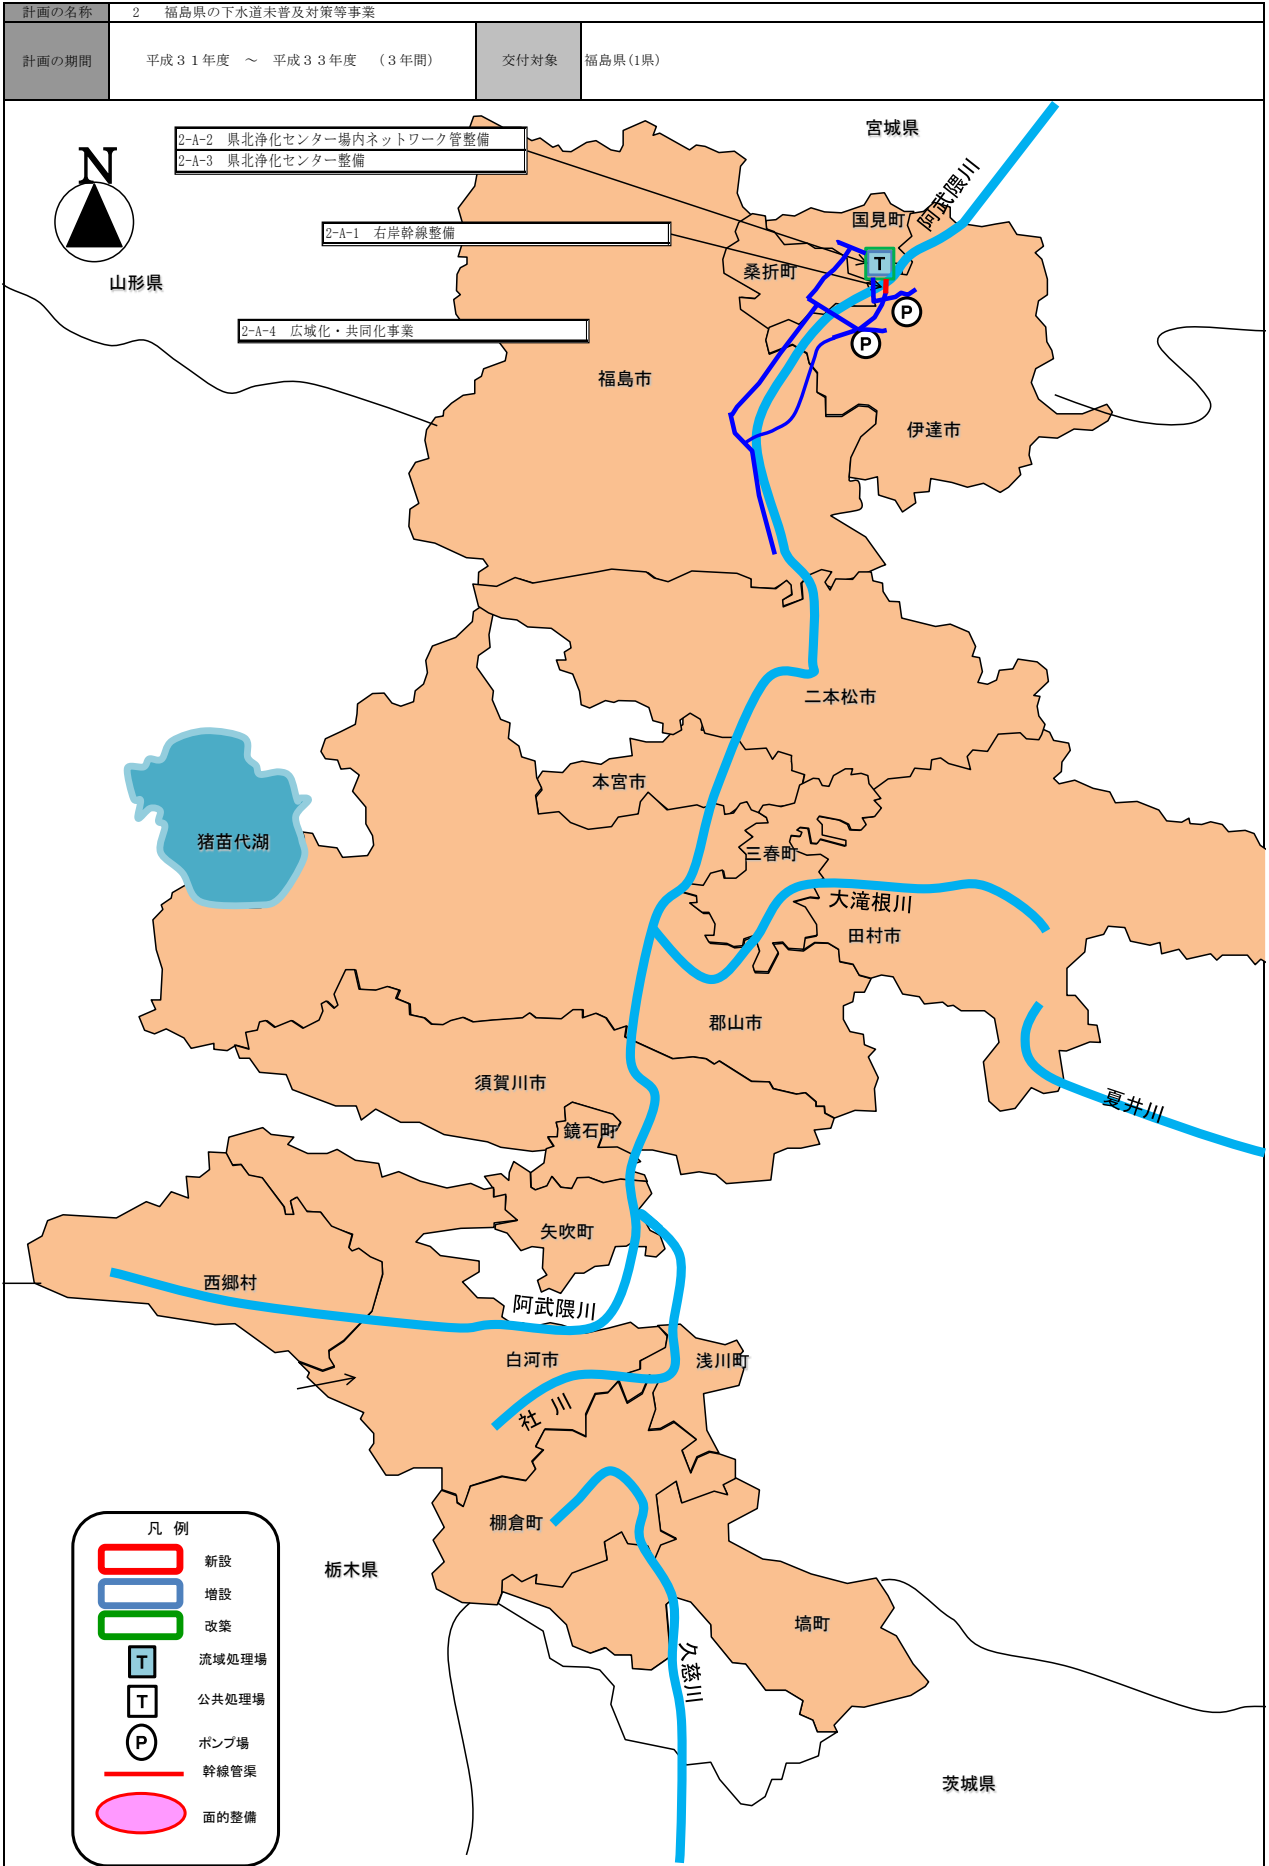 計画の名称　2　福島県の下水道未普及対策等事業
計画の期間　平成３１年度　～　平成３３年度　（３年間）　交付対象　福島県(1県)
宮城県
2-A-2　県北浄化センター場内ネットワーク管整備
2-A-3　県北浄化センター整備
N
阿武隈川
国見町
2-A-1　右岸幹線整備
T
桑折町
山形県
P
2-A-4　広域化・共同化事業
P
福島市
伊達市
二本松市
本宮市
猪苗代湖
三春町
大滝根川
田村市
郡山市
須賀川市
夏井川
鏡石町
矢吹町
西郷村
阿武隈川
白河市
浅川町
社川
棚倉町
凡例
新設
栃木県
増設
改築
塙町
T　流域処理場
久慈川
T　公共処理場
P　ポンプ場
幹線管渠
茨城県
面的整備